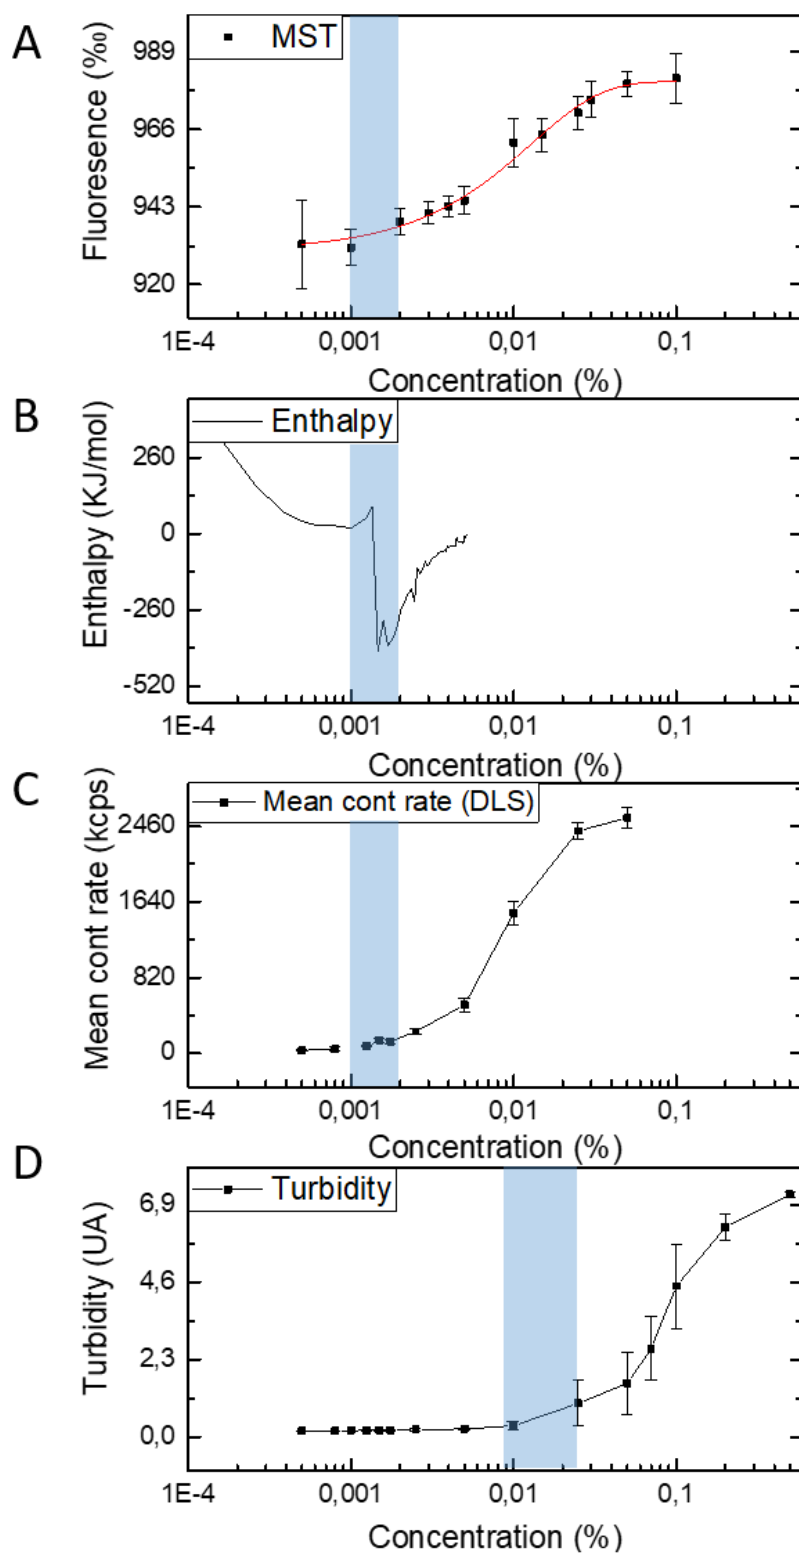 A
MST
Fluoresence (‰)
989
966
943
920
1E-4
0,001
0,01
0,1
Concentration (%)
B
Enthalpy
Enthalpy (KJ/mol)
260
0
-260
-520
1E-4
0,001
0,01
0,1
Concentration (%)
C
Mean cont rate (DLS)
Mean cont rate (kcps)
2460
1640
820
0
1E-4
0,001
0,01
0,1
Concentration (%)
D
Turbidity
Turbidity (UA)
6,9
4,6
2,3
0,0
1E-4
0,001
0,01
0,1
Concentration (%)